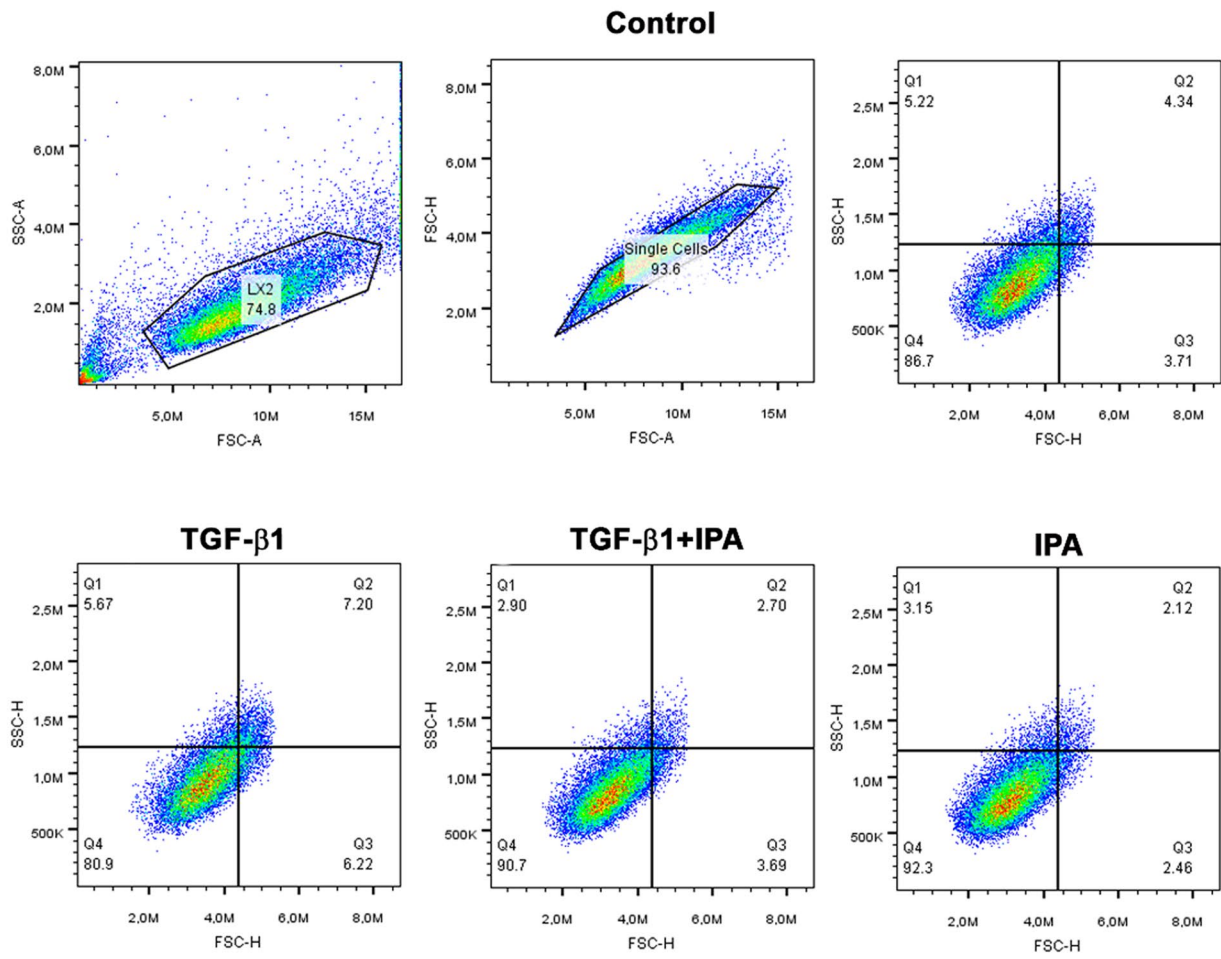 Control
8,0M
6,0M
4,0M
2,0M
SSC-A
LX2
74.8
5,0M
10M
15M
FSC-A
8,0M
6,0M
4,0M
2,0M
FSC-H
Single Cells
93.6
5,0M
10M
15M
FSC-A
Q1
5.22
Q2
4.34
2,5M
2,0M
1,5M
1,0M
500K
SSC-H
Q4
86.7
Q3
3.71
2,0M
4,0M
6,0M
8,0M
FSC-H
TGF-β1
Q1
5.67
Q2
7.20
2,5M
2,0M
1,5M
1,0M
500K
SSC-H
Q4
80.9
Q3
6.22
2,0M
4,0M
6,0M
8,0M
FSC-H
TGF-β1+IPA
Q1
2.90
Q2
2.70
2,5M
2,0M
1,5M
1,0M
500K
SSC-H
Q4
90.7
Q3
3.69
2,0M
4,0M
6,0M
8,0M
FSC-H
IPA
Q1
3.15
Q2
2.12
2,5M
2,0M
1,5M
1,0M
500K
SSC-H
Q4
92.3
Q3
2.46
2,0M
4,0M
6,0M
8,0M
FSC-H